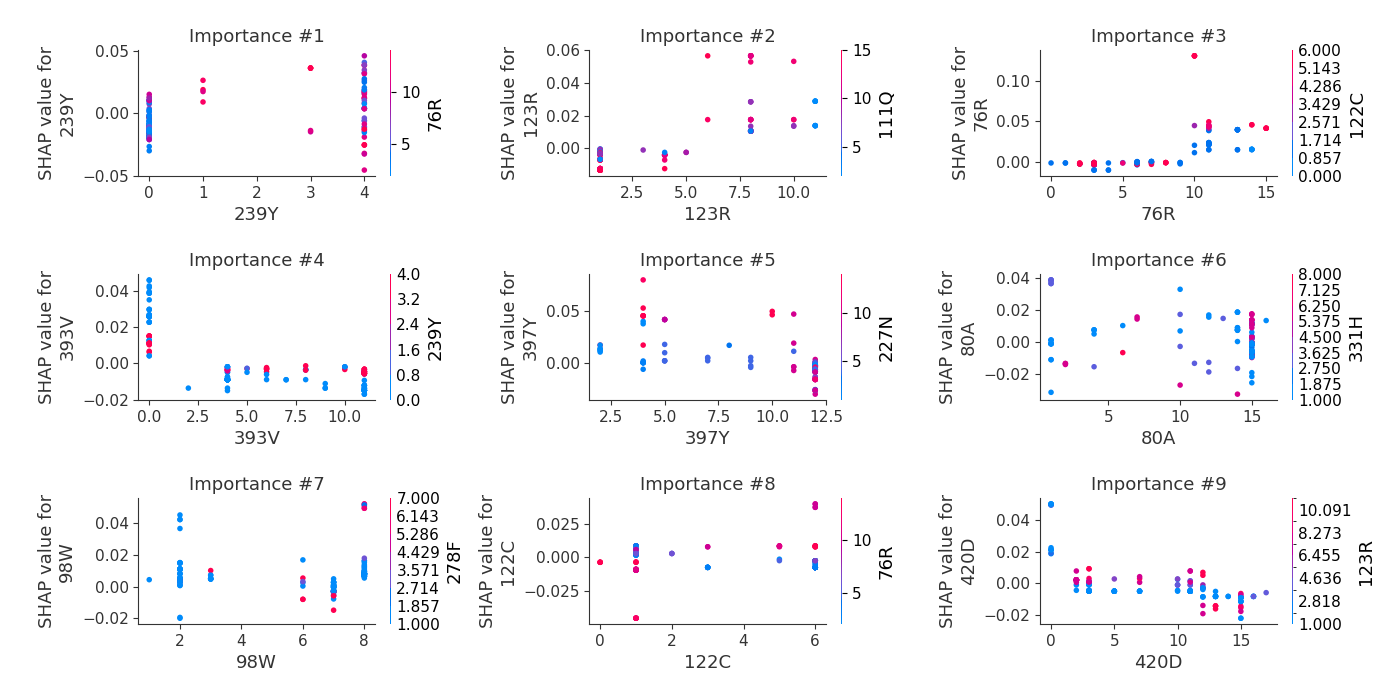 Importance #1
SHAP value for
239Y
0.05
0.00
−0.05
0
1
2
3
4
239Y
10
5
76R
Importance #2
SHAP value for
123R
0.06
0.04
0.02
0.00
2.5
5.0
7.5
10.0
123R
15
10
5
111Q
Importance #3
SHAP value for
76R
0.10
0.05
0.00
0
5
10
15
76R
6.000
5.143
4.286
3.429
2.571
1.714
0.857
0.000
122C
Importance #4
SHAP value for
393V
0.04
0.02
0.00
−0.02
0.0
2.5
5.0
7.5
10.0
393V
4.0
3.2
2.4
1.6
0.8
0.0
239Y
Importance #5
SHAP value for
397Y
0.05
0.00
2.5
5.0
7.5
10.0
12.5
397Y
10
5
227N
Importance #6
SHAP value for
80A
0.04
0.02
0.00
−0.02
5
10
15
80A
8.000
7.125
6.250
5.375
4.500
3.625
2.750
1.875
1.000
331H
Importance #7
SHAP value for
98W
0.04
0.02
0.00
−0.02
2
4
6
8
98W
7.000
6.143
5.286
4.429
3.571
2.714
1.857
1.000
278F
Importance #8
SHAP value for
122C
0.025
0.000
−0.025
0
2
4
6
122C
10
5
76R
Importance #9
SHAP value for
420D
0.04
0.02
0.00
−0.02
0
5
10
15
420D
10.091
8.273
6.455
4.636
2.818
1.000
123R